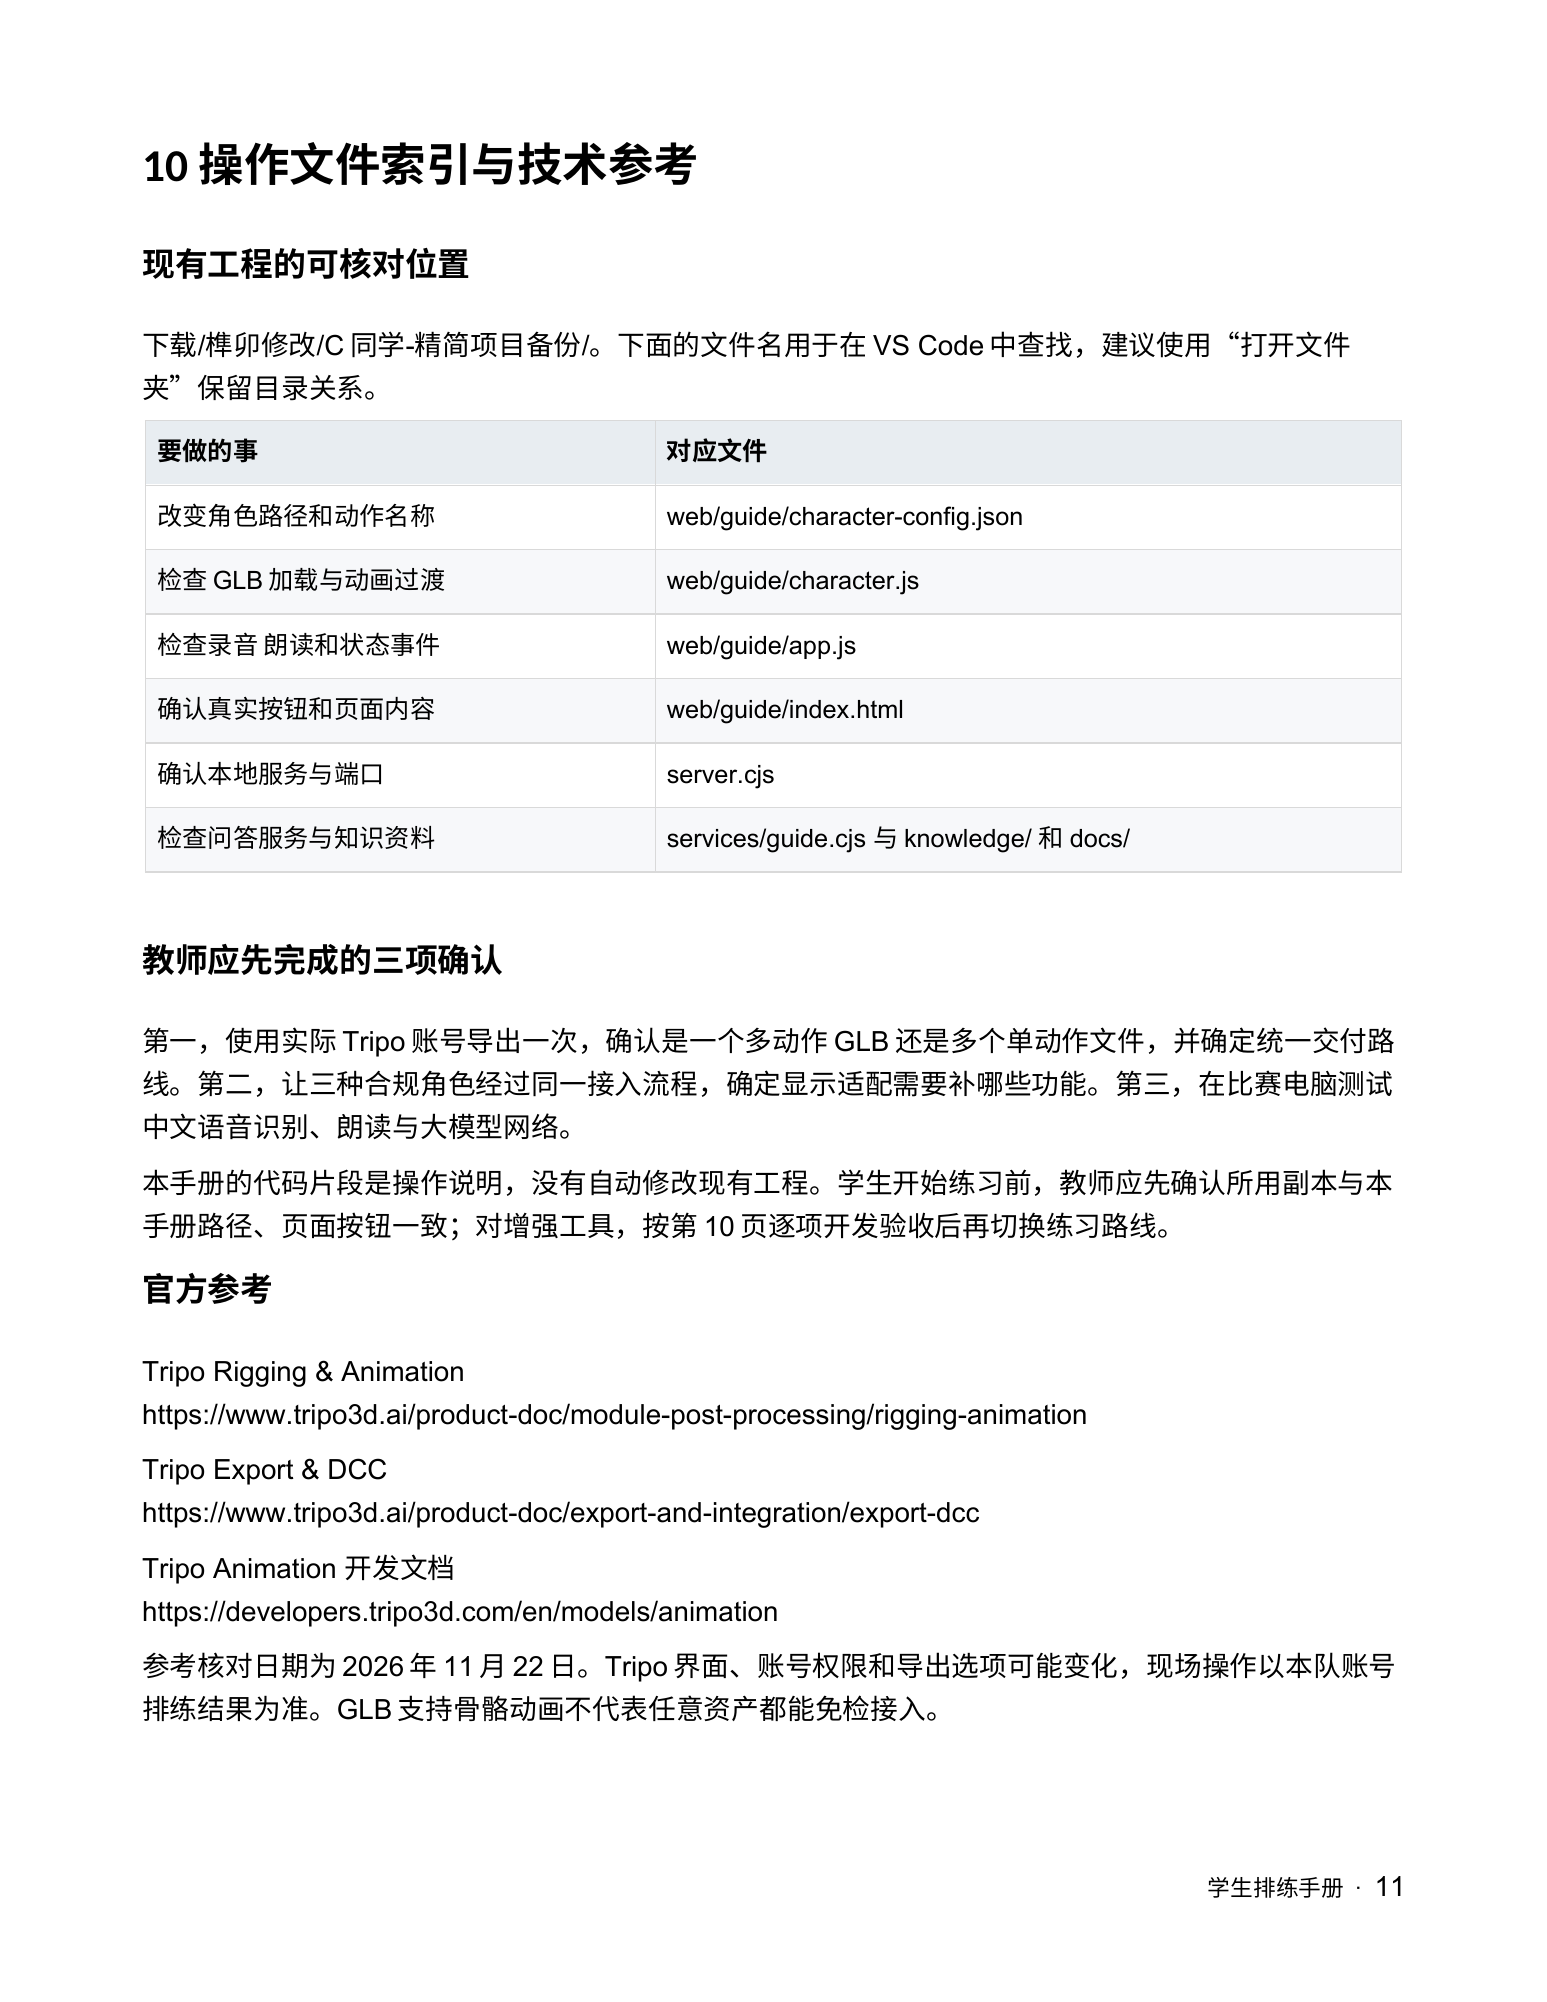 10 操作文件索引与技术参考
现有工程的可核对位置
下载/榫卯修改/C 同学-精简项目备份/。下面的文件名用于在 VS Code 中查找，建议使用“打开文件
夹”保留目录关系。
要做的事 对应文件
改变角色路径和动作名称 web/guide/character-config.json
检查 GLB 加载与动画过渡 web/guide/character.js
检查录音 朗读和状态事件 web/guide/app.js
确认真实按钮和页面内容 web/guide/index.html
确认本地服务与端口 server.cjs
检查问答服务与知识资料 services/guide.cjs 与 knowledge/ 和 docs/
教师应先完成的三项确认
第一，使用实际 Tripo 账号导出一次，确认是一个多动作 GLB 还是多个单动作文件，并确定统一交付路
线。第二，让三种合规角色经过同一接入流程，确定显示适配需要补哪些功能。第三，在比赛电脑测试
中文语音识别、朗读与大模型网络。
本手册的代码片段是操作说明，没有自动修改现有工程。学生开始练习前，教师应先确认所用副本与本
手册路径、页面按钮一致；对增强工具，按第 10 页逐项开发验收后再切换练习路线。
官方参考
Tripo Rigging & Animation
https://www.tripo3d.ai/product-doc/module-post-processing/rigging-animation
Tripo Export & DCC
https://www.tripo3d.ai/product-doc/export-and-integration/export-dcc
Tripo Animation 开发文档
https://developers.tripo3d.com/en/models/animation
参考核对日期为 2026 年 11 月 22 日。Tripo 界面、账号权限和导出选项可能变化，现场操作以本队账号
排练结果为准。GLB 支持骨骼动画不代表任意资产都能免检接入。
学生排练手册 · 11